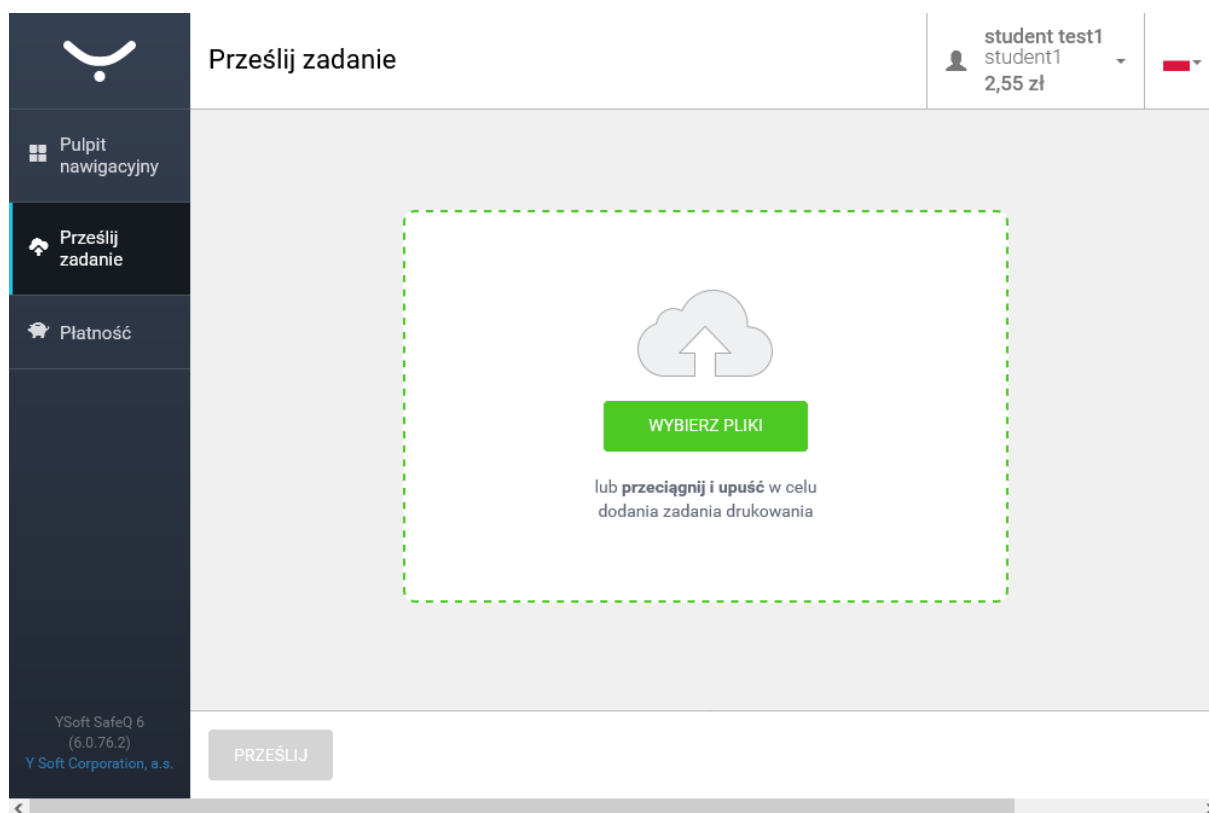 Prześlij zadanie
student test1
student1
2,55 zł
Pulpit
nawigacyjny
Prześlij
zadanie
Płatność
WYBIERZ PLIKI
lub przeciągnij i upuść w celu
dodania zadania drukowania
YSoft SafeQ 6
(6.0.76.2)
Y Soft Corporation, a.s.
PRZEŚLIJ